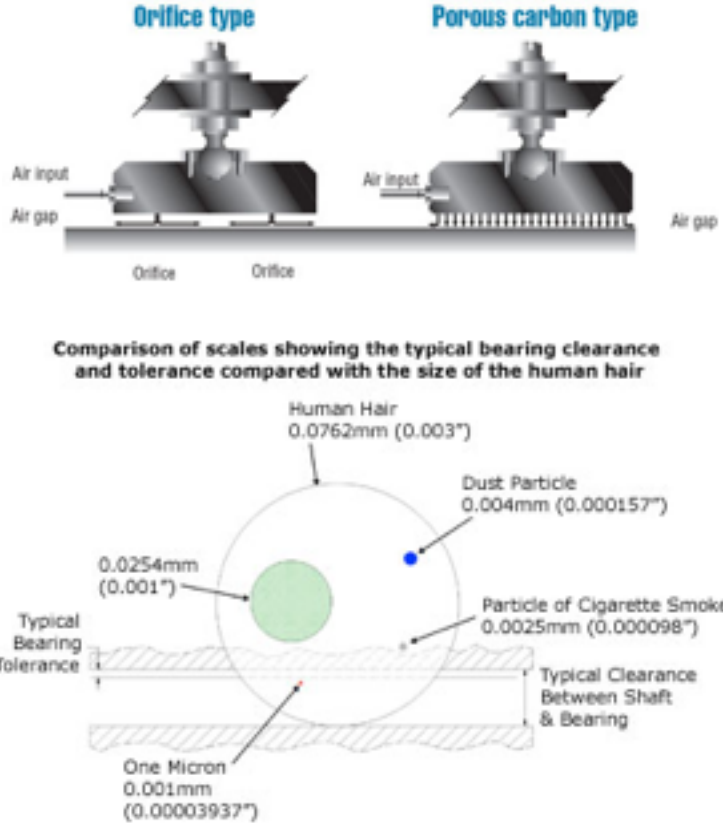 Orifice type
Porous carbon type
Air input
Air gap
Orifice
Orifice
Air input
Air gap
Comparison of scales showing the typical bearing clearance
and tolerance compared with the size of the human hair
Human Hair
0.0762mm (0.003")
Dust Particle
0.004mm (0.000157")
0.0254mm
(0.001")
Particle of Cigarette Smoke
0.0025mm (0.000098")
Typical
Bearing
Tolerance
Typical Clearance
Between Shaft
& Bearing
One Micron
0.001mm
(0.00003937")